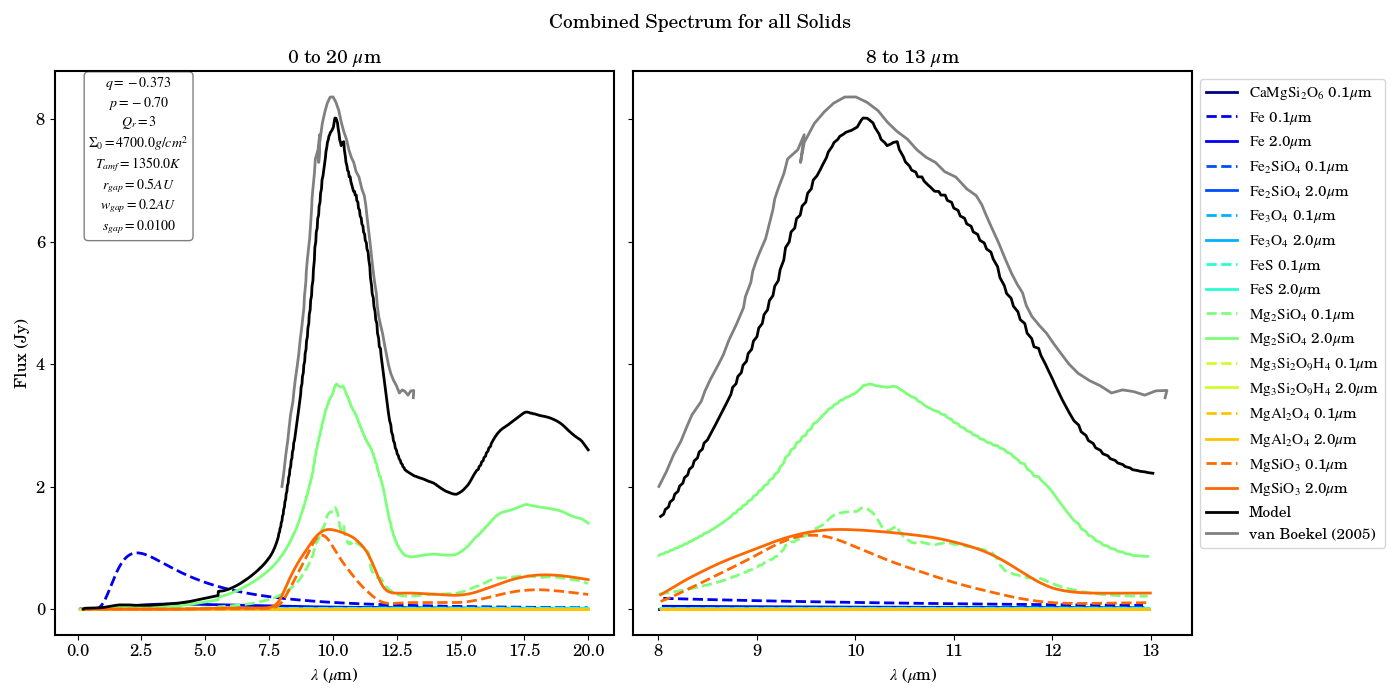 Combined Spectrum for all Solids
0 to 20 μm
8 to 13 μm
q = −0.373
p = −0.70
Qᵣ = 3
Σ₀ = 4700.0g/cm²
Tₐₘf = 1350.0K
r_gap = 0.5AU
w_gap = 0.2AU
s_gap = 0.0100
Flux (Jy)
8
6
4
2
0
0.0 2.5 5.0 7.5 10.0 12.5 15.0 17.5 20.0
λ (μm)
8 9 10 11 12 13
λ (μm)
CaMgSi₂O₆ 0.1μm
Fe 0.1μm
Fe 2.0μm
Fe₂SiO₄ 0.1μm
Fe₂SiO₄ 2.0μm
Fe₃O₄ 0.1μm
Fe₃O₄ 2.0μm
FeS 0.1μm
FeS 2.0μm
Mg₂SiO₄ 0.1μm
Mg₂SiO₄ 2.0μm
Mg₃Si₂O₉H₄ 0.1μm
Mg₃Si₂O₉H₄ 2.0μm
MgAl₂O₄ 0.1μm
MgAl₂O₄ 2.0μm
MgSiO₃ 0.1μm
MgSiO₃ 2.0μm
Model
van Boekel (2005)